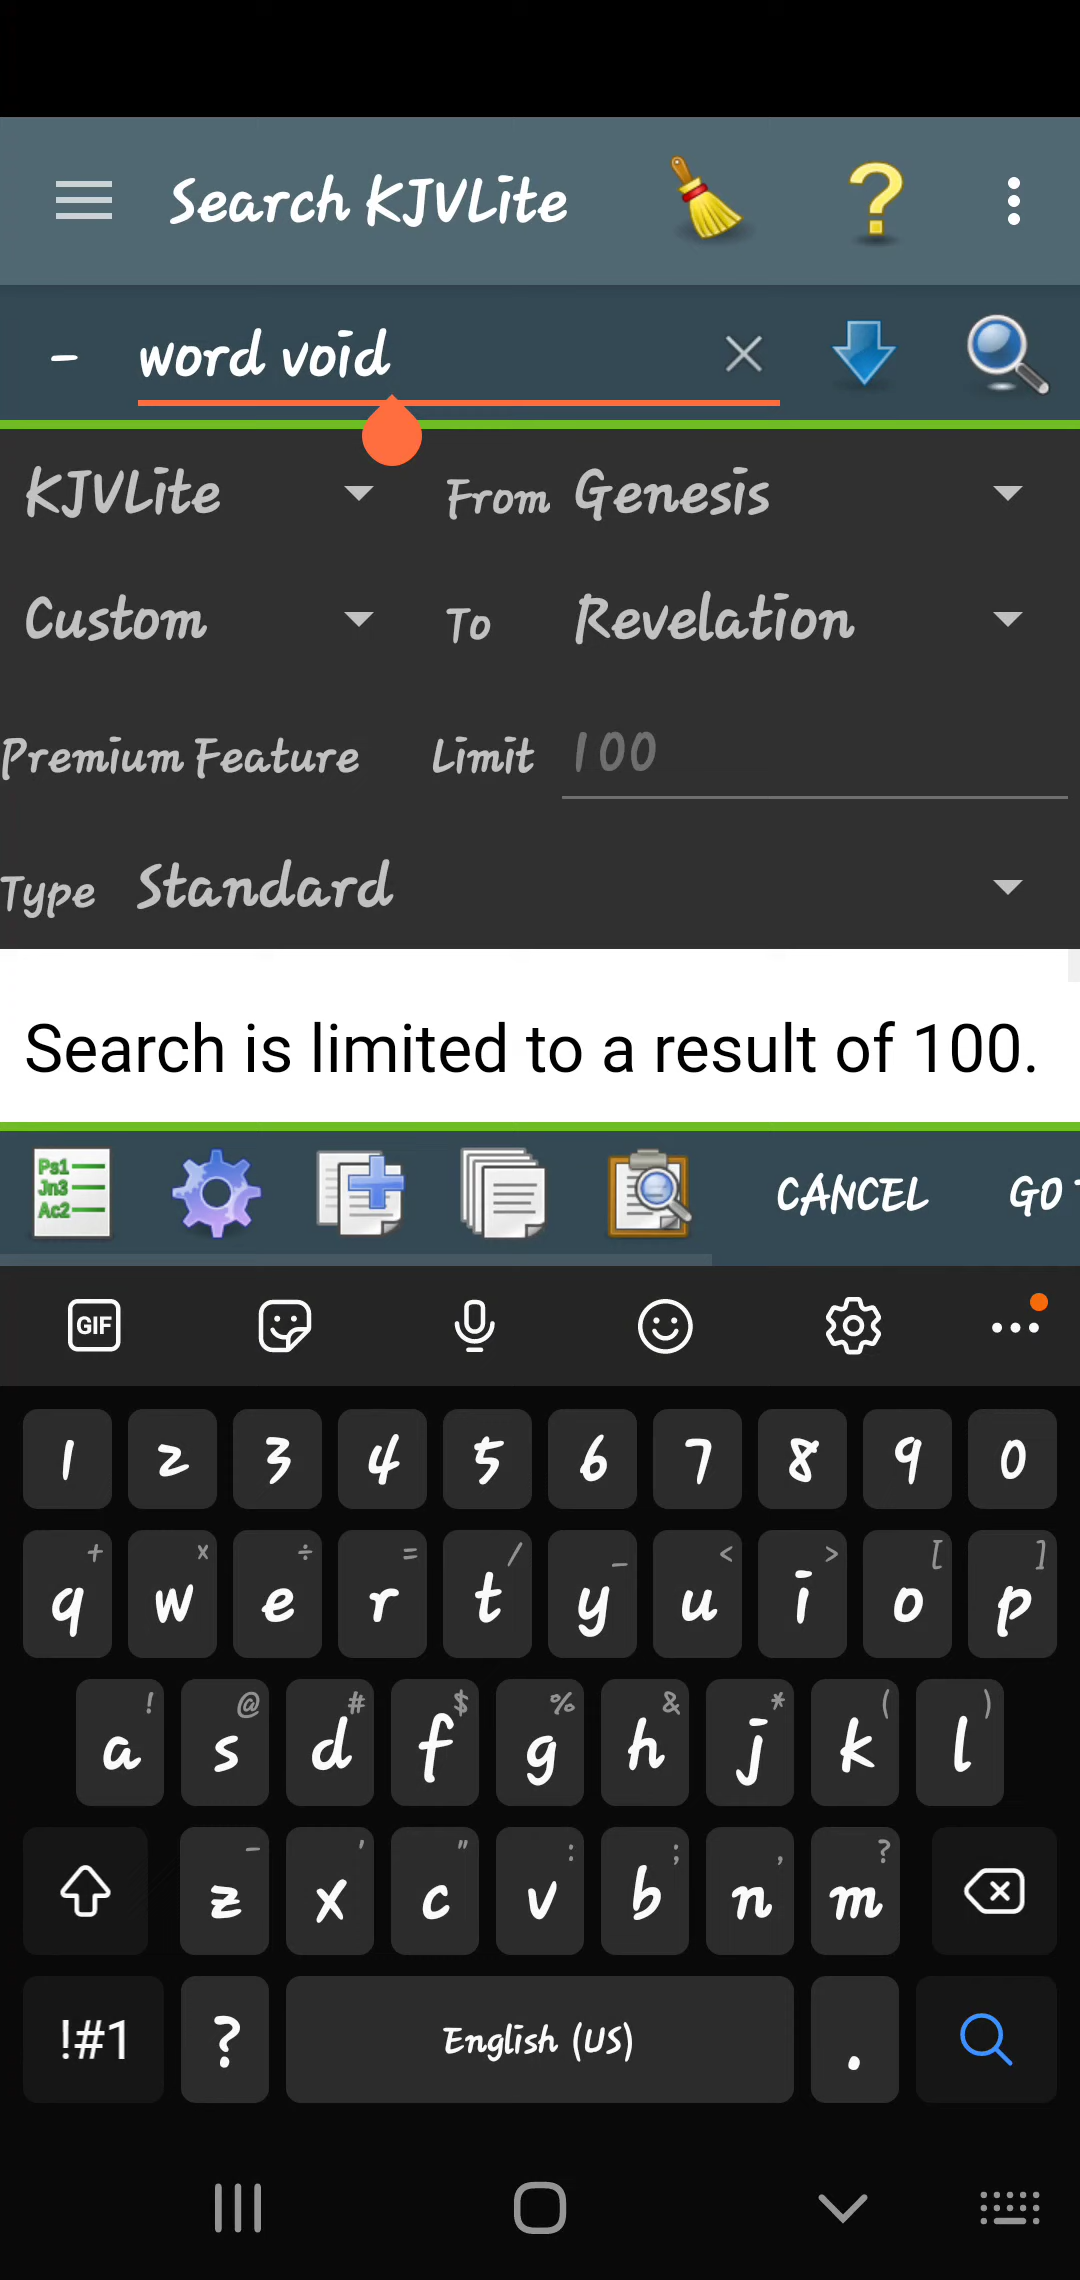 Search KJVLite
- word void
KJVLite From Genesis
Custom To Revelation
Premium Feature Limit 100
Type Standard
Search is limited to a result of 100.
Ps1
Jn3
Ac2
CANCEL GO
GIF
1 2 3 4 5 6 7 8 9 0
+ × ÷ = / _ < > [ ]
q w e r t y u i o p
! @ # $ % & * ( )
a s d f g h j k l
- ' " : ; , ?
z x c v b n m
!#1 ? English (US) .